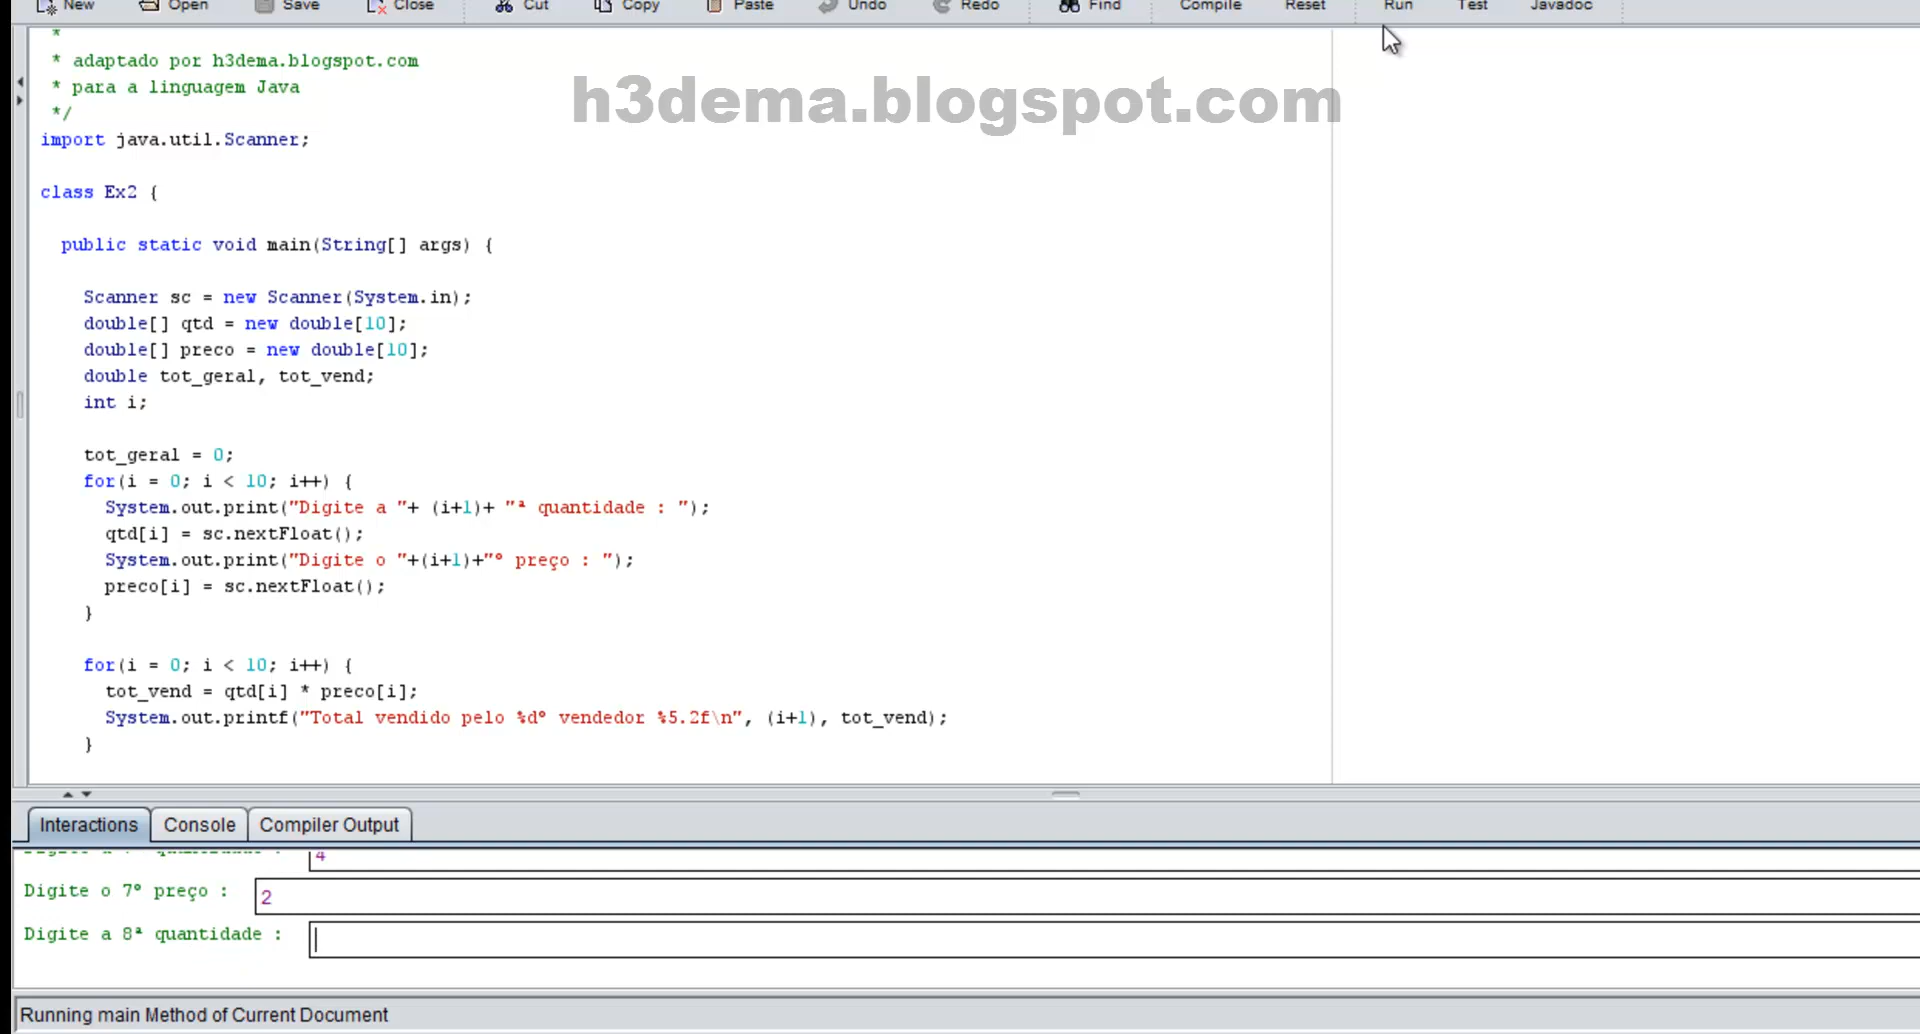 New Open Save Close Cut Copy Paste Undo Redo Find Compile Reset Run Test Javadoc
*
* adaptado por h3dema.blogspot.com
h3dema.blogspot.com
* para a linguagem Java
*/
import java.util.Scanner;
class Ex2 {
public static void main(String[] args) {
Scanner sc = new Scanner(System.in);
double[] qtd = new double[10];
double[] preco = new double[10];
double tot_geral, tot_vend;
int i;
tot_geral = 0;
for(i = 0; i < 10; i++) {
System.out.print("Digite a "+ (i+1)+ "ª quantidade : ");
qtd[i] = sc.nextFloat();
System.out.print("Digite o "+(i+1)+"° preço : ");
preco[i] = sc.nextFloat();
}
for(i = 0; i < 10; i++) {
tot_vend = qtd[i] * preco[i];
System.out.printf("Total vendido pelo %d° vendedor %5.2f\n", (i+1), tot_vend);
}
Interactions Console Compiler Output
4
Digite o 7° preço : 2
Digite a 8ª quantidade :
Running main Method of Current Document